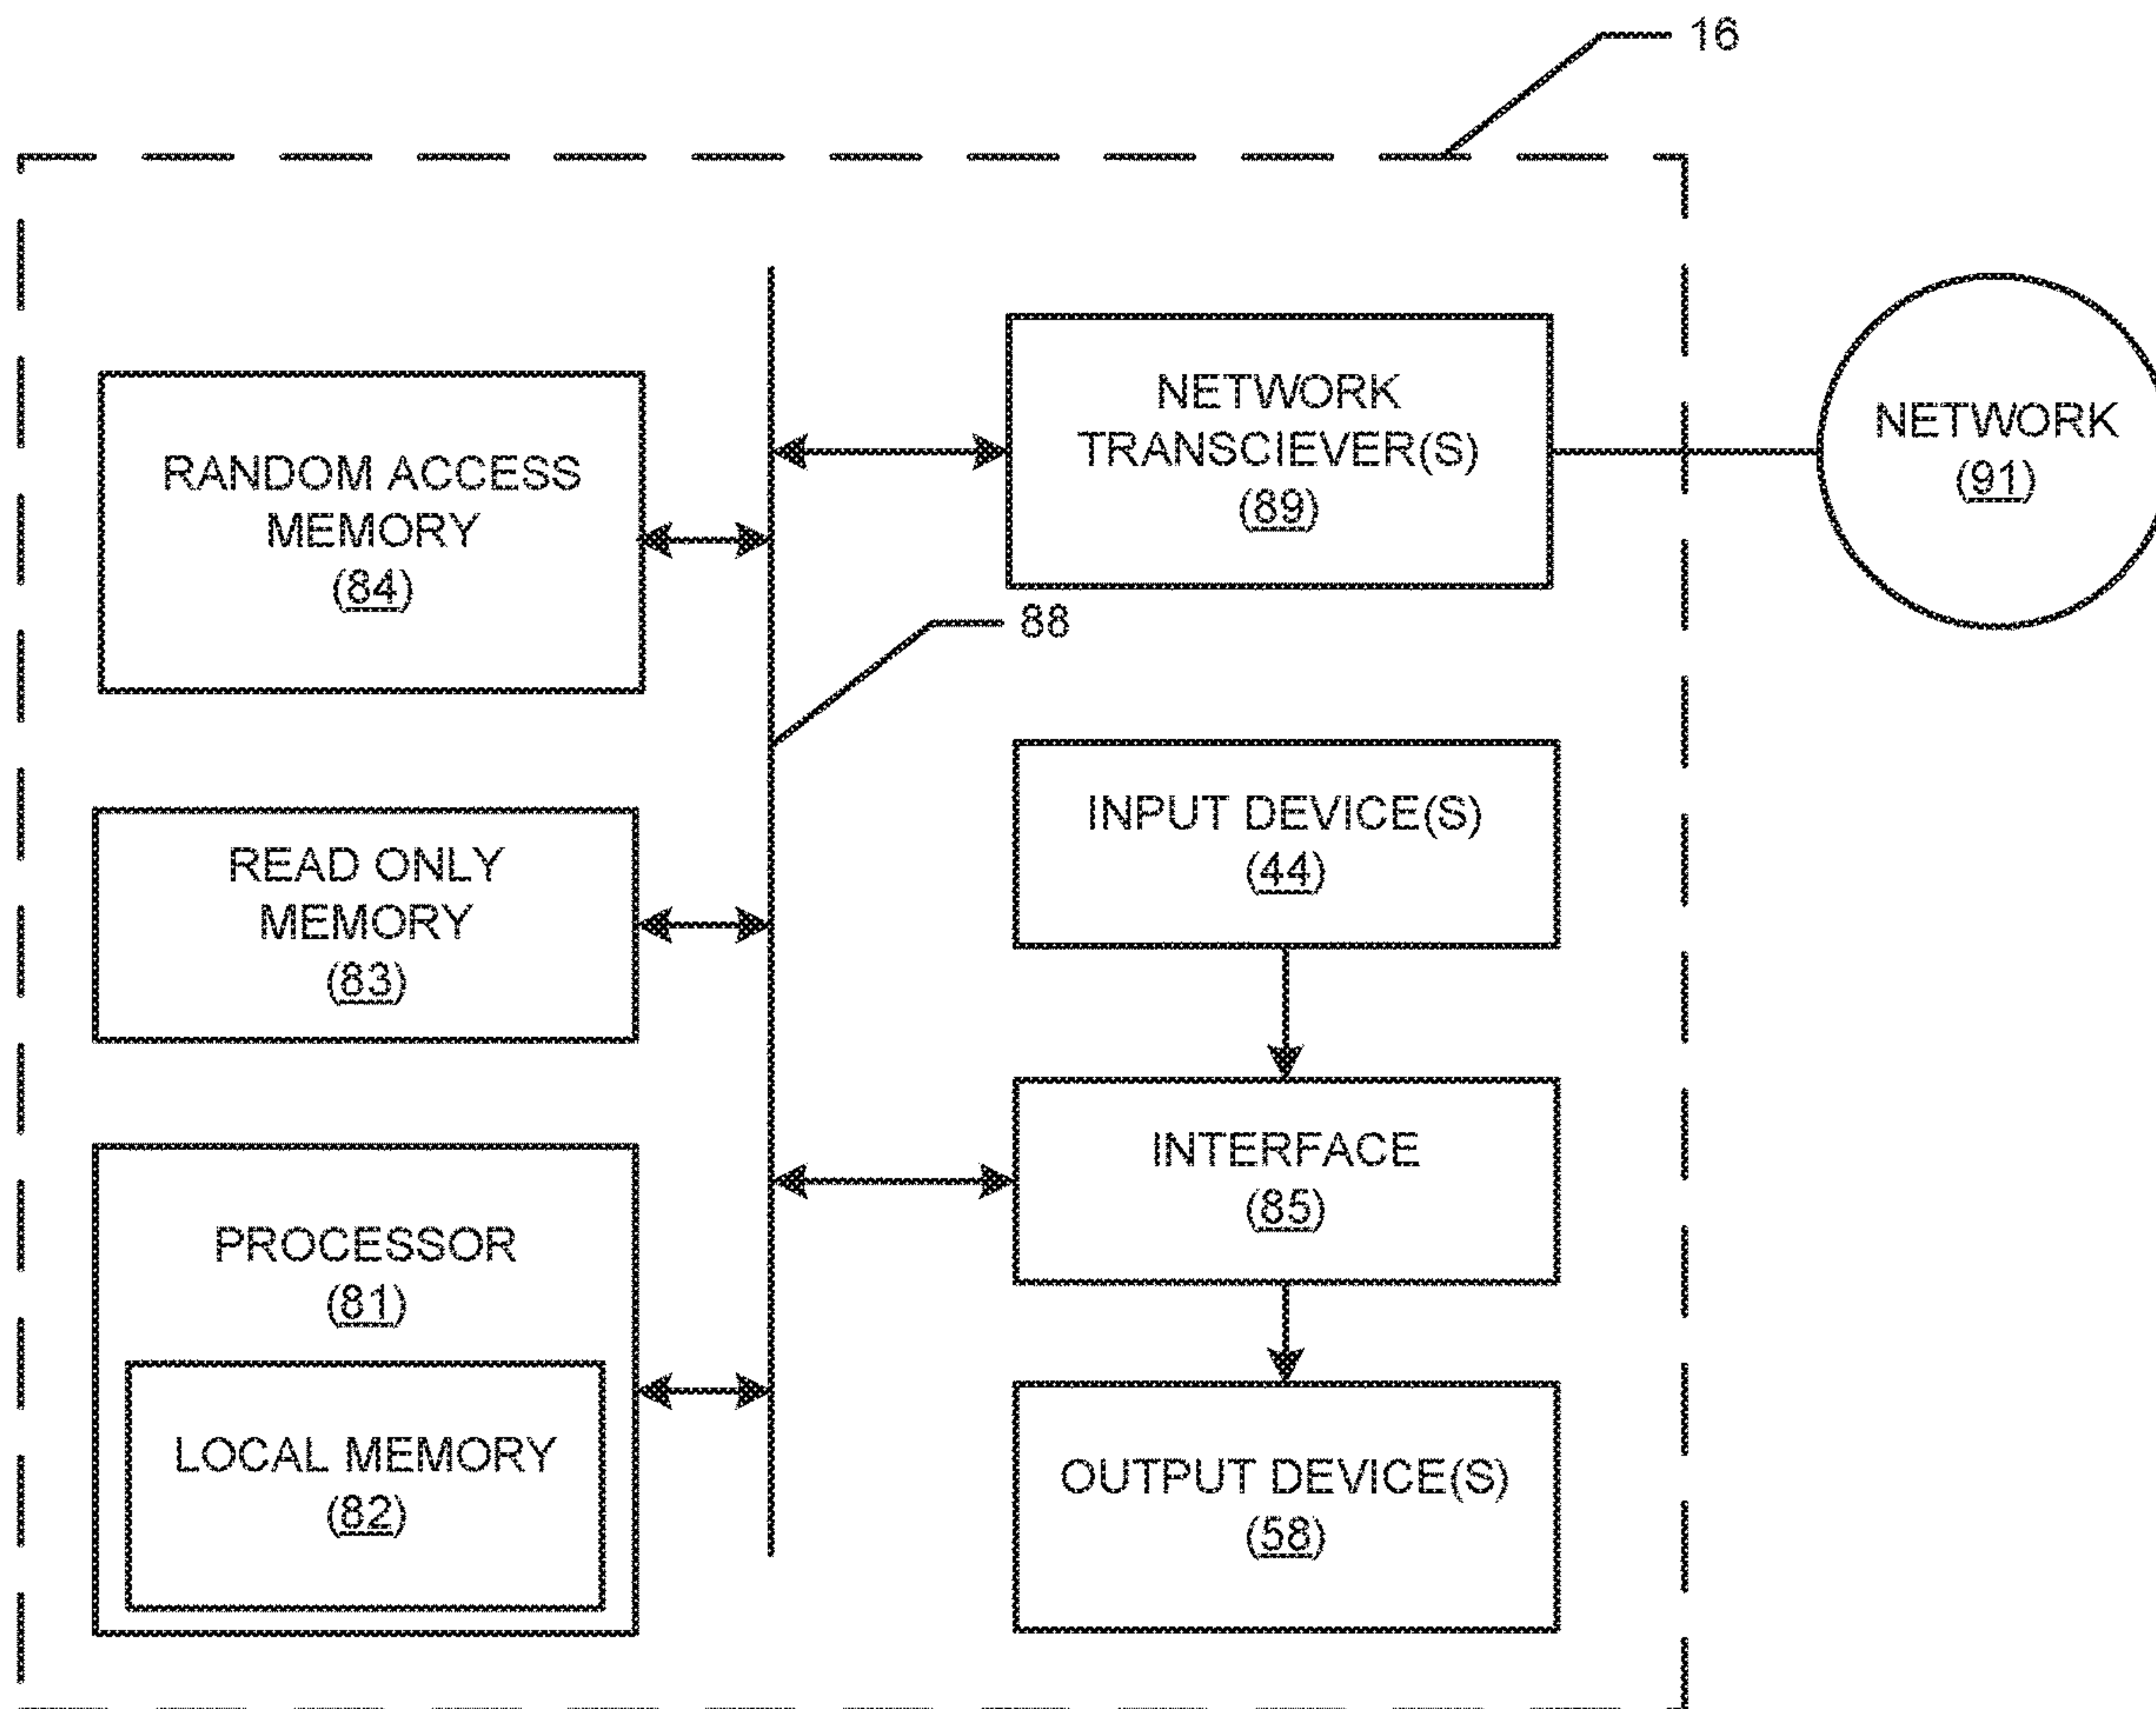 16
NETWORK
TRANSCIEVER(S)
(89)
NETWORK
(91)
RANDOM ACCESS
MEMORY
(84)
88
INPUT DEVICE(S)
(44)
READ ONLY
MEMORY
(83)
INTERFACE
(85)
PROCESSOR
(81)
LOCAL MEMORY
(82)
OUTPUT DEVICE(S)
(58)